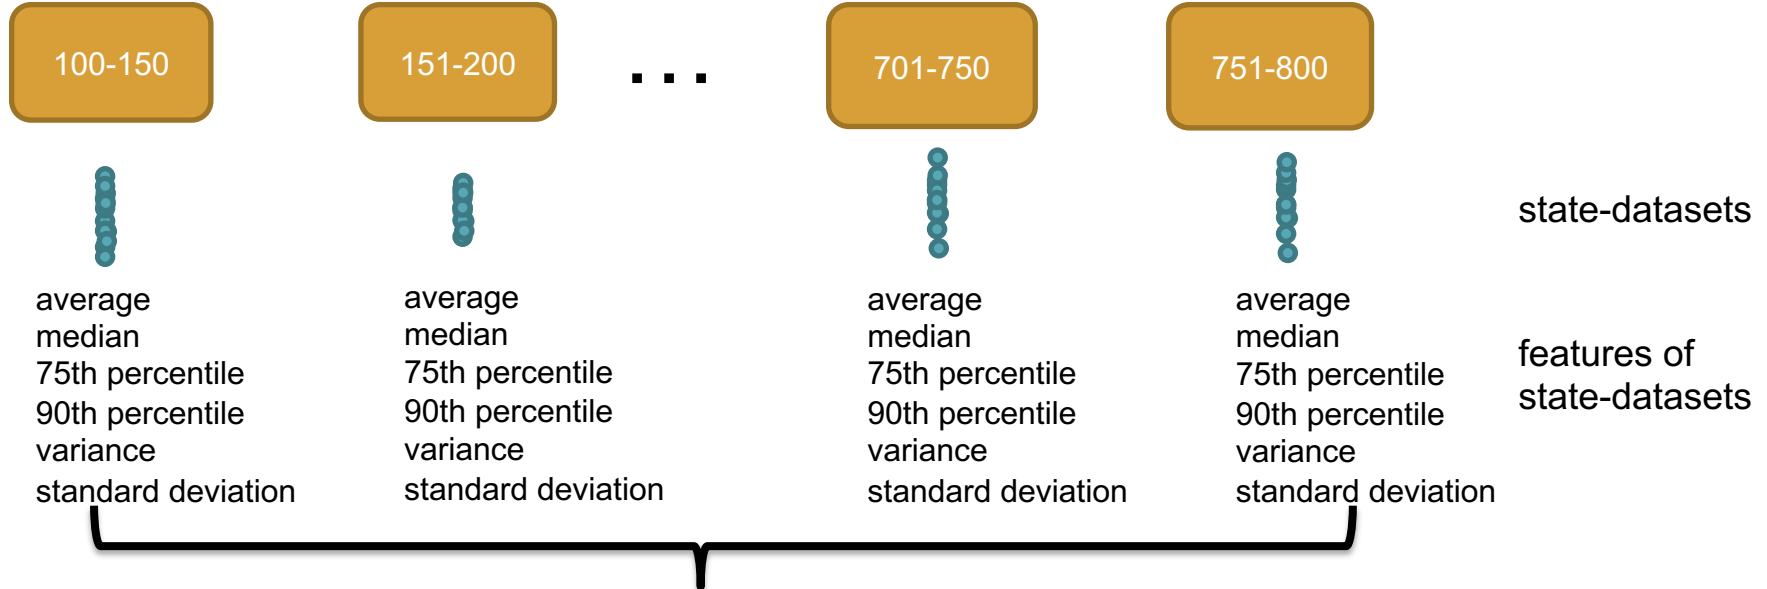 100-150
151-200
...
701-750
751-800
state-datasets
average
median
75th percentile
90th percentile
variance
standard deviation
average
median
75th percentile
90th percentile
variance
standard deviation
average
median
75th percentile
90th percentile
variance
standard deviation
average
median
75th percentile
90th percentile
variance
standard deviation
features of
state-datasets